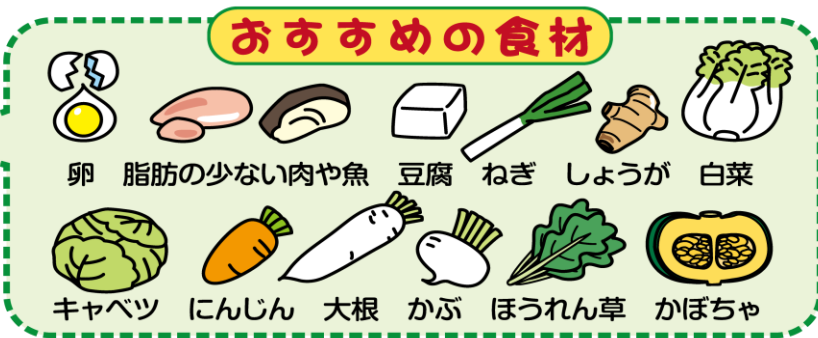 おすすめの食材
卵 脂肪の少ない肉や魚 豆腐 ねぎ しょうが 白菜
キャベツ にんじん 大根 かぶ ほうれん草 かぼちゃ